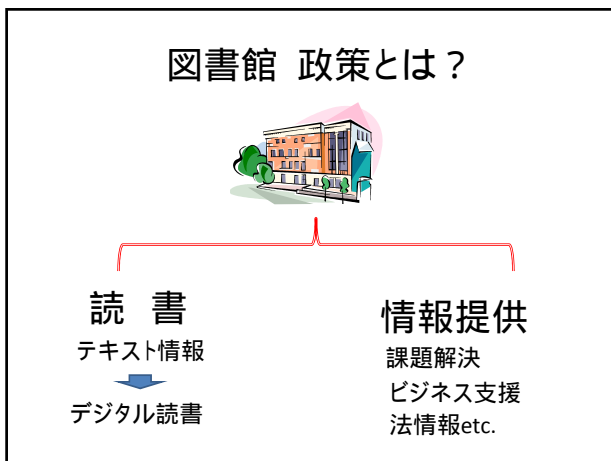 図書館 政策とは？
読 書
テキスト情報
デジタル読書
情報提供
課題解決
ビジネス支援
法情報etc.